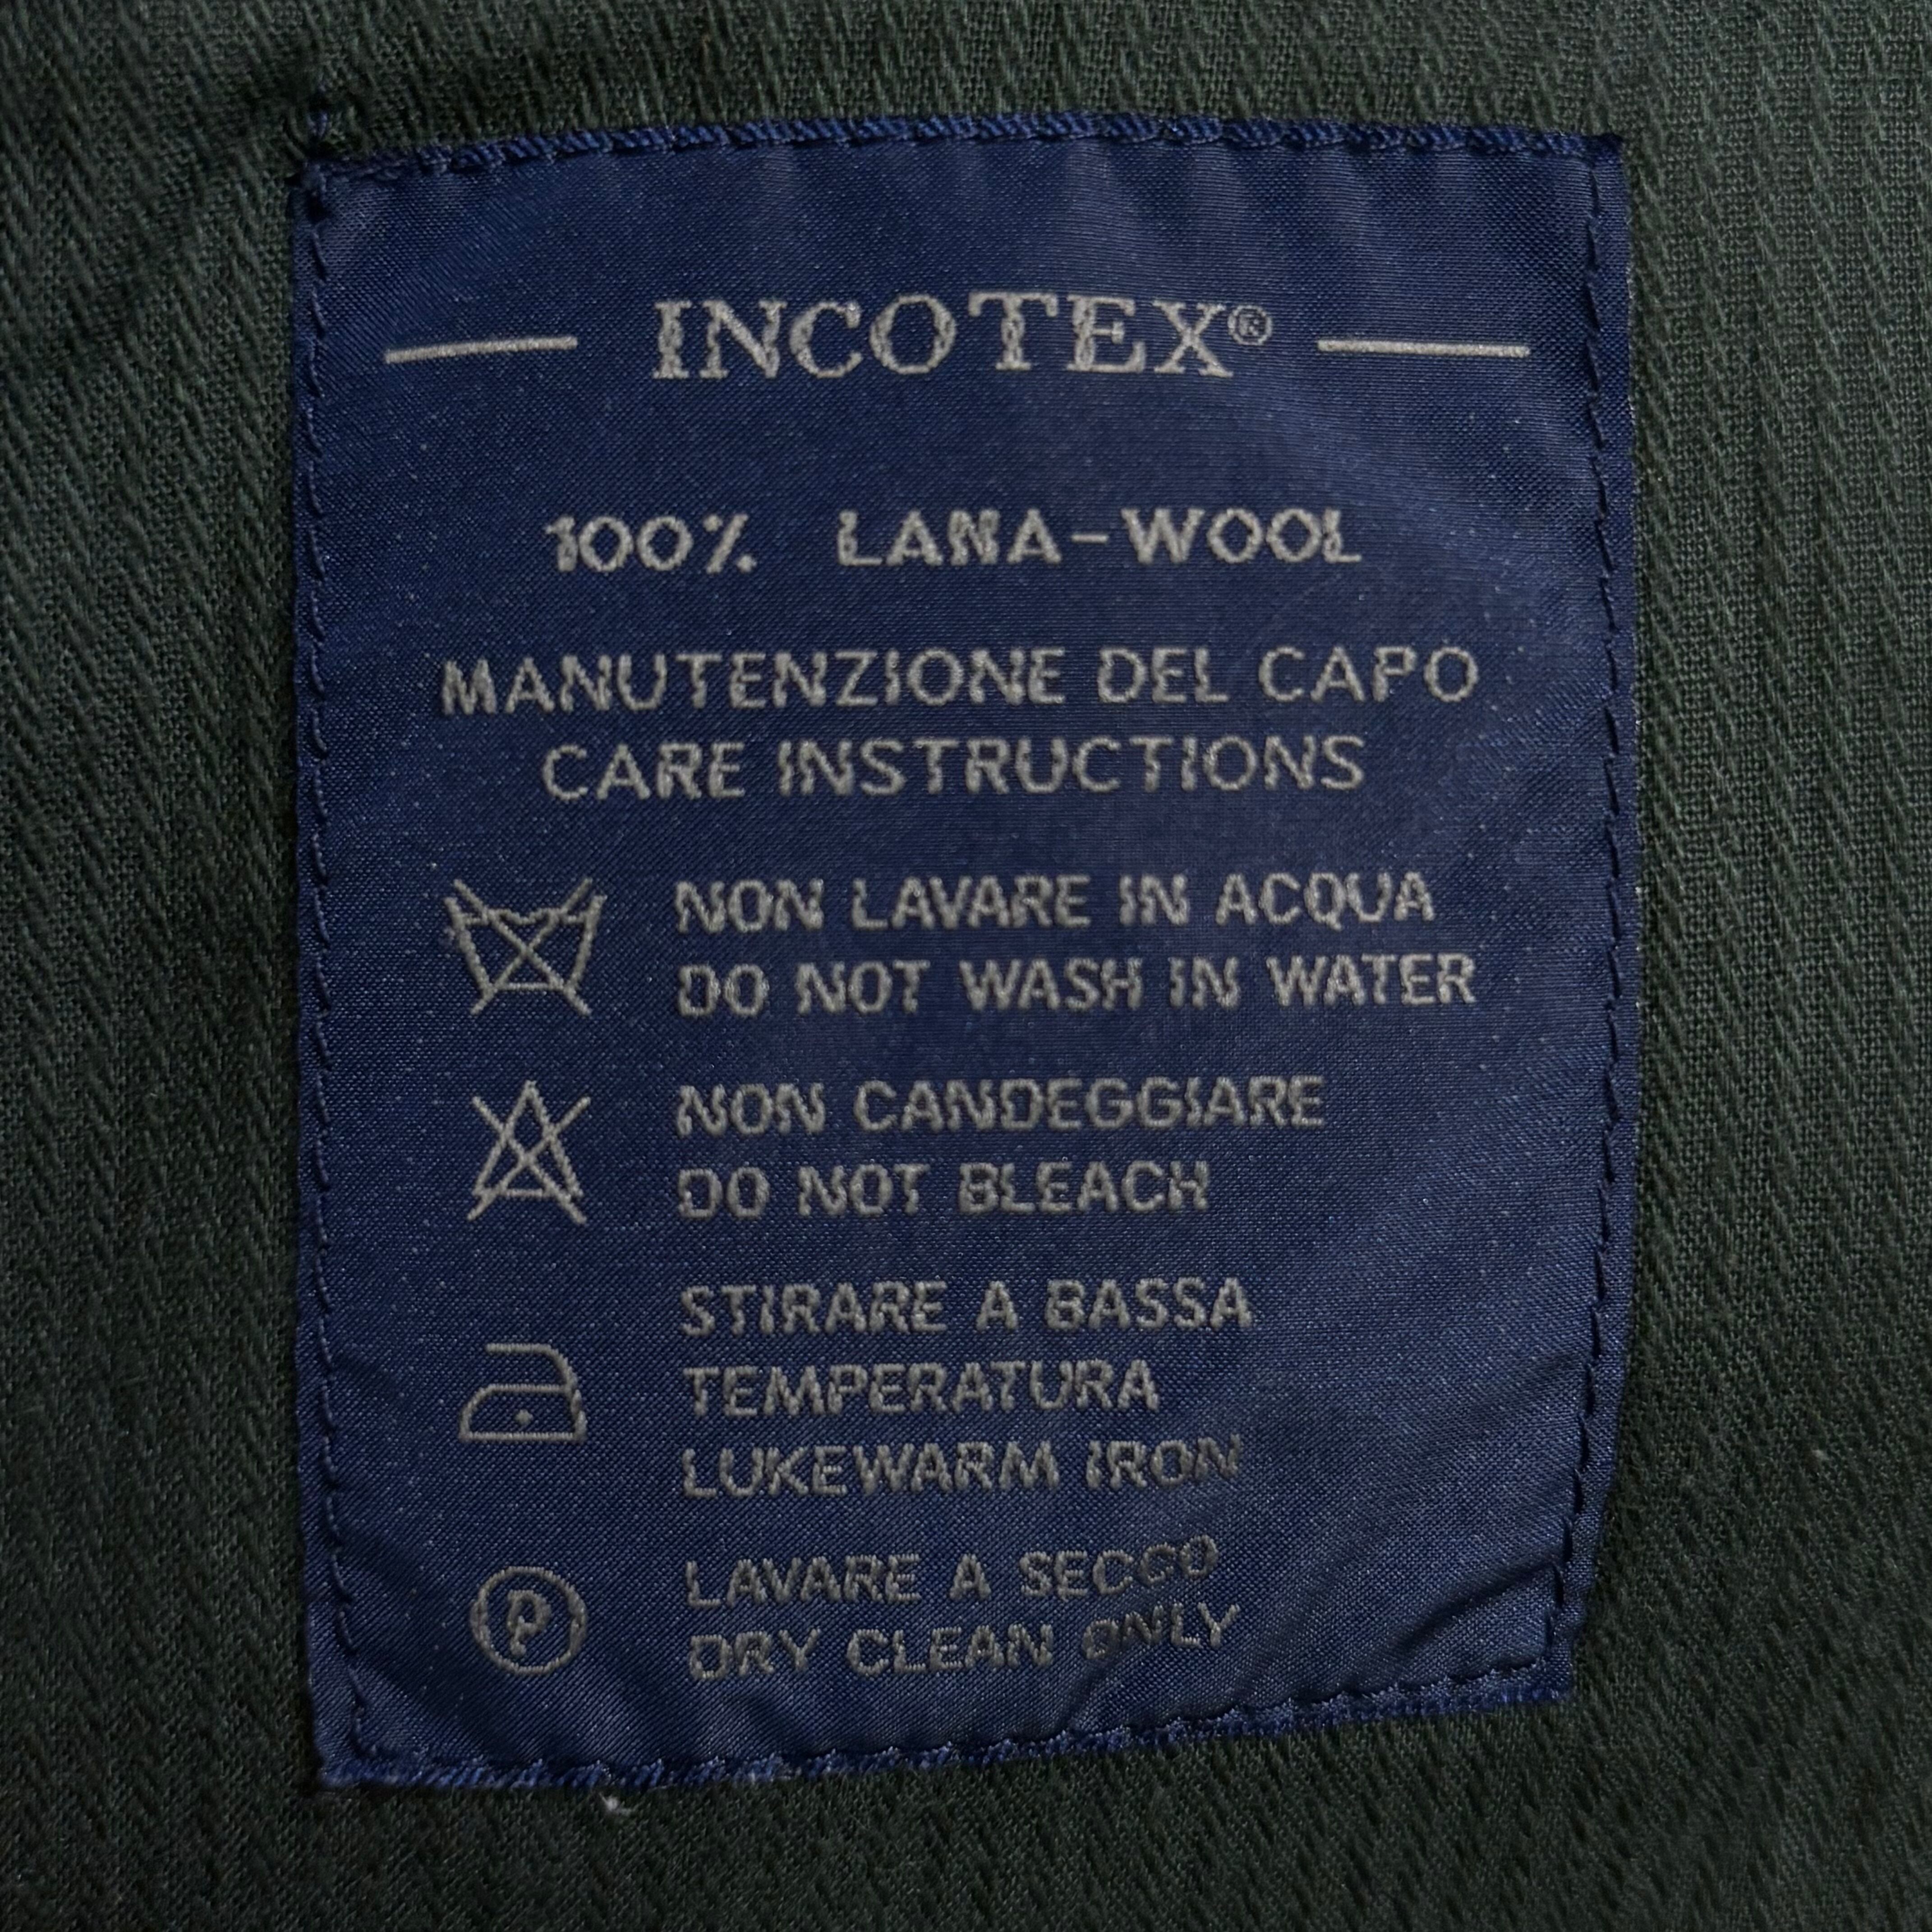 INCOTEX®
100% LANA-WOOL
MANUTENZIONE DEL CAPO
CARE INSTRUCTIONS
NON LAVARE IN ACQUA
DO NOT WASH IN WATER
NON CANDEGGIARE
DO NOT BLEACH
STIRARE A BASSA
TEMPERATURA
LUKEWARM IRON
P
LAVARE A SECCO
DRY CLEAN ONLY